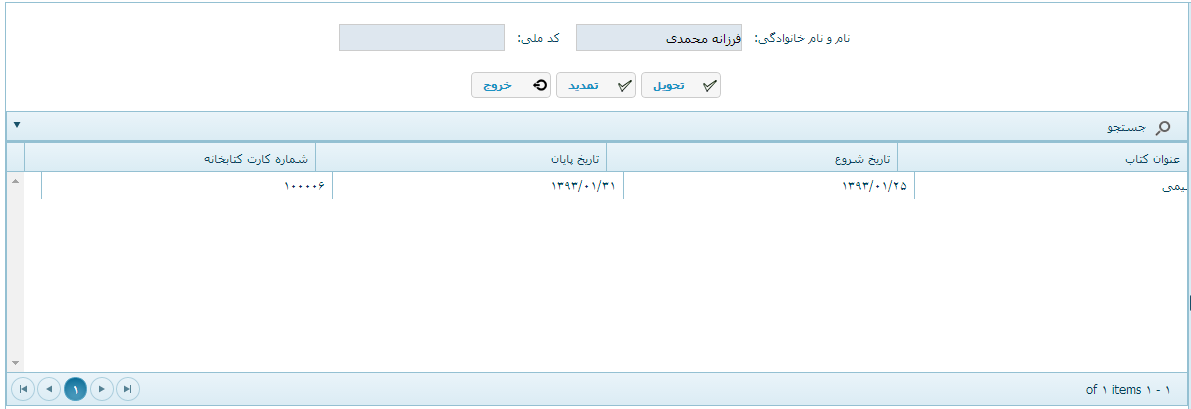 نام و نام خانوادگی: فرزانه محمدی کد ملی:
تحویل تمدید خروج
جستجو
عنوان کتاب تاریخ شروع تاریخ پایان شماره کارت کتابخانه
۱۳۹۳/۰۱/۲۵ ۱۳۹۳/۰۱/۳۱ ۱۰۰۰۰۶
۱
of ۱ items ۱ - ۱